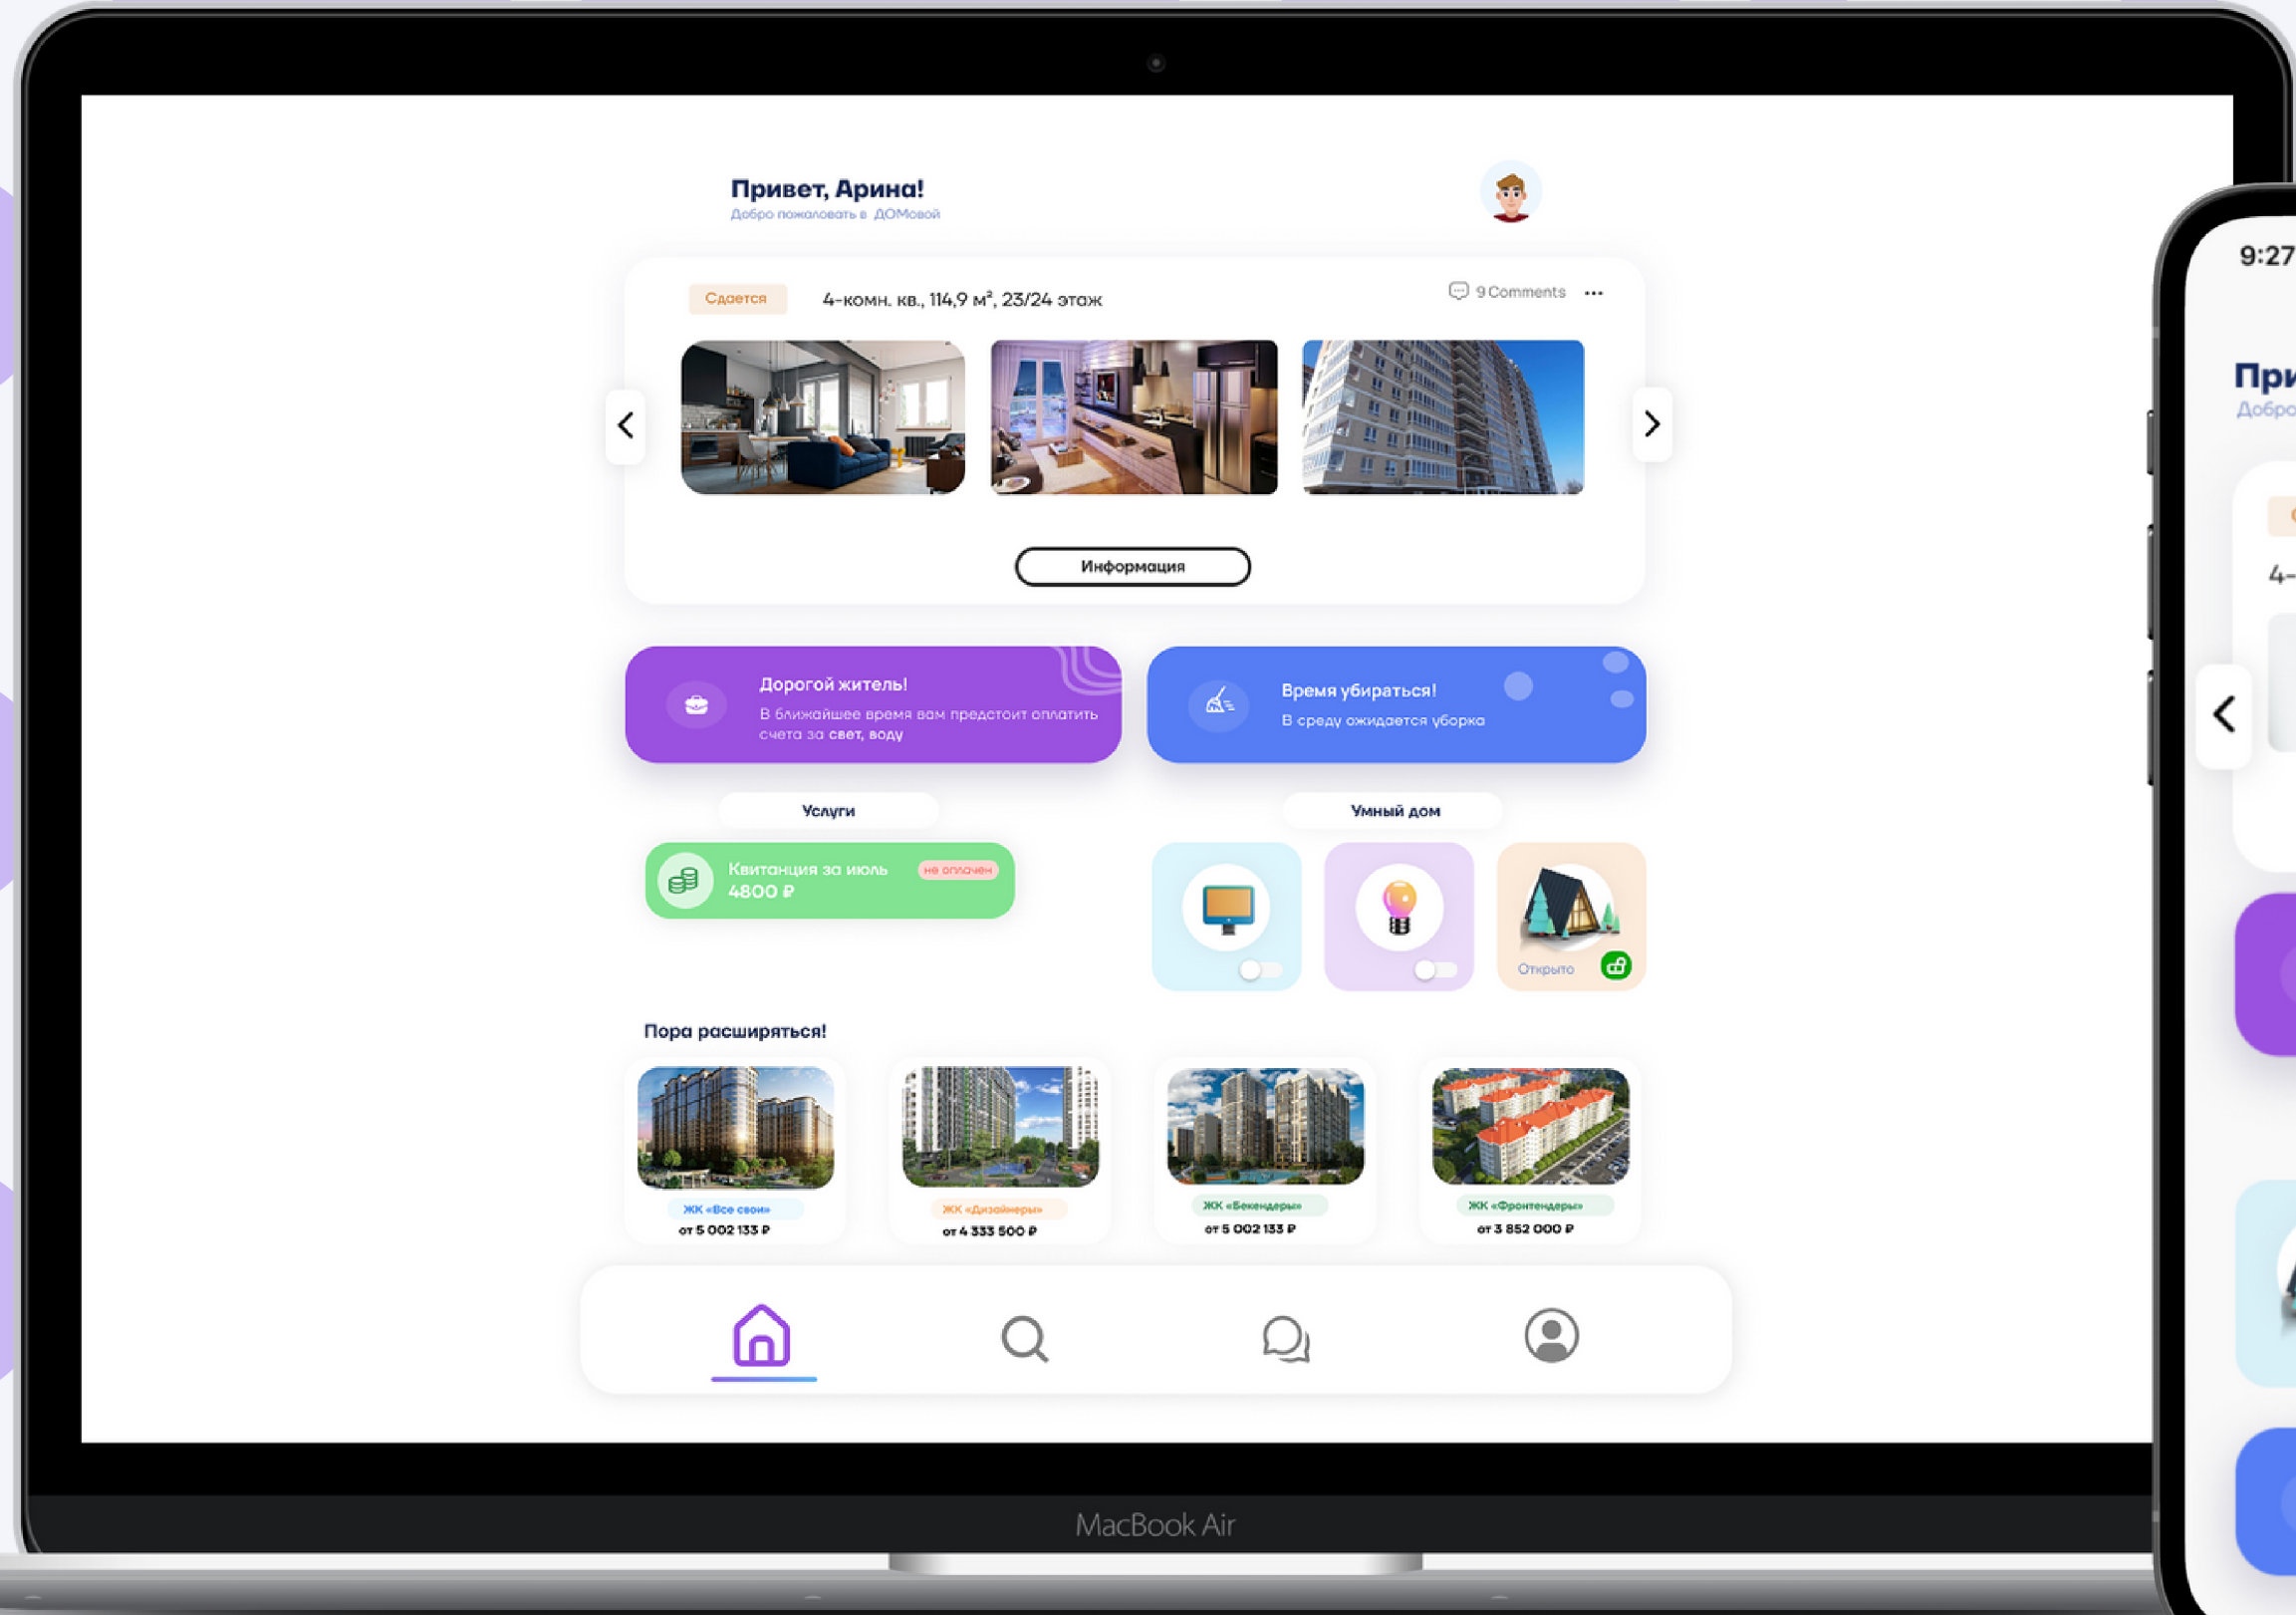 Привет, Арина!
Добро пожаловать в ДОМовой
Сдается
4-комн. кв., 114,9 м², 23/24 этаж
9 Comments
Информация
Дорогой житель!
В ближайшее время вам предстоит оплатить
счета за свет, воду
Время убираться!
В среду ожидается уборка
Услуги
Умный дом
Квитанция за июль
не оплачен
4800 ₽
Открыто
Пора расширяться!
ЖК «Все свои»
от 5 002 133 ₽
ЖК «Дизайнеры»
от 4 333 500 ₽
ЖК «Бекендеры»
от 5 002 133 ₽
ЖК «Фронтендеры»
от 3 852 000 ₽
MacBook Air
9:27
При
Добро
4-